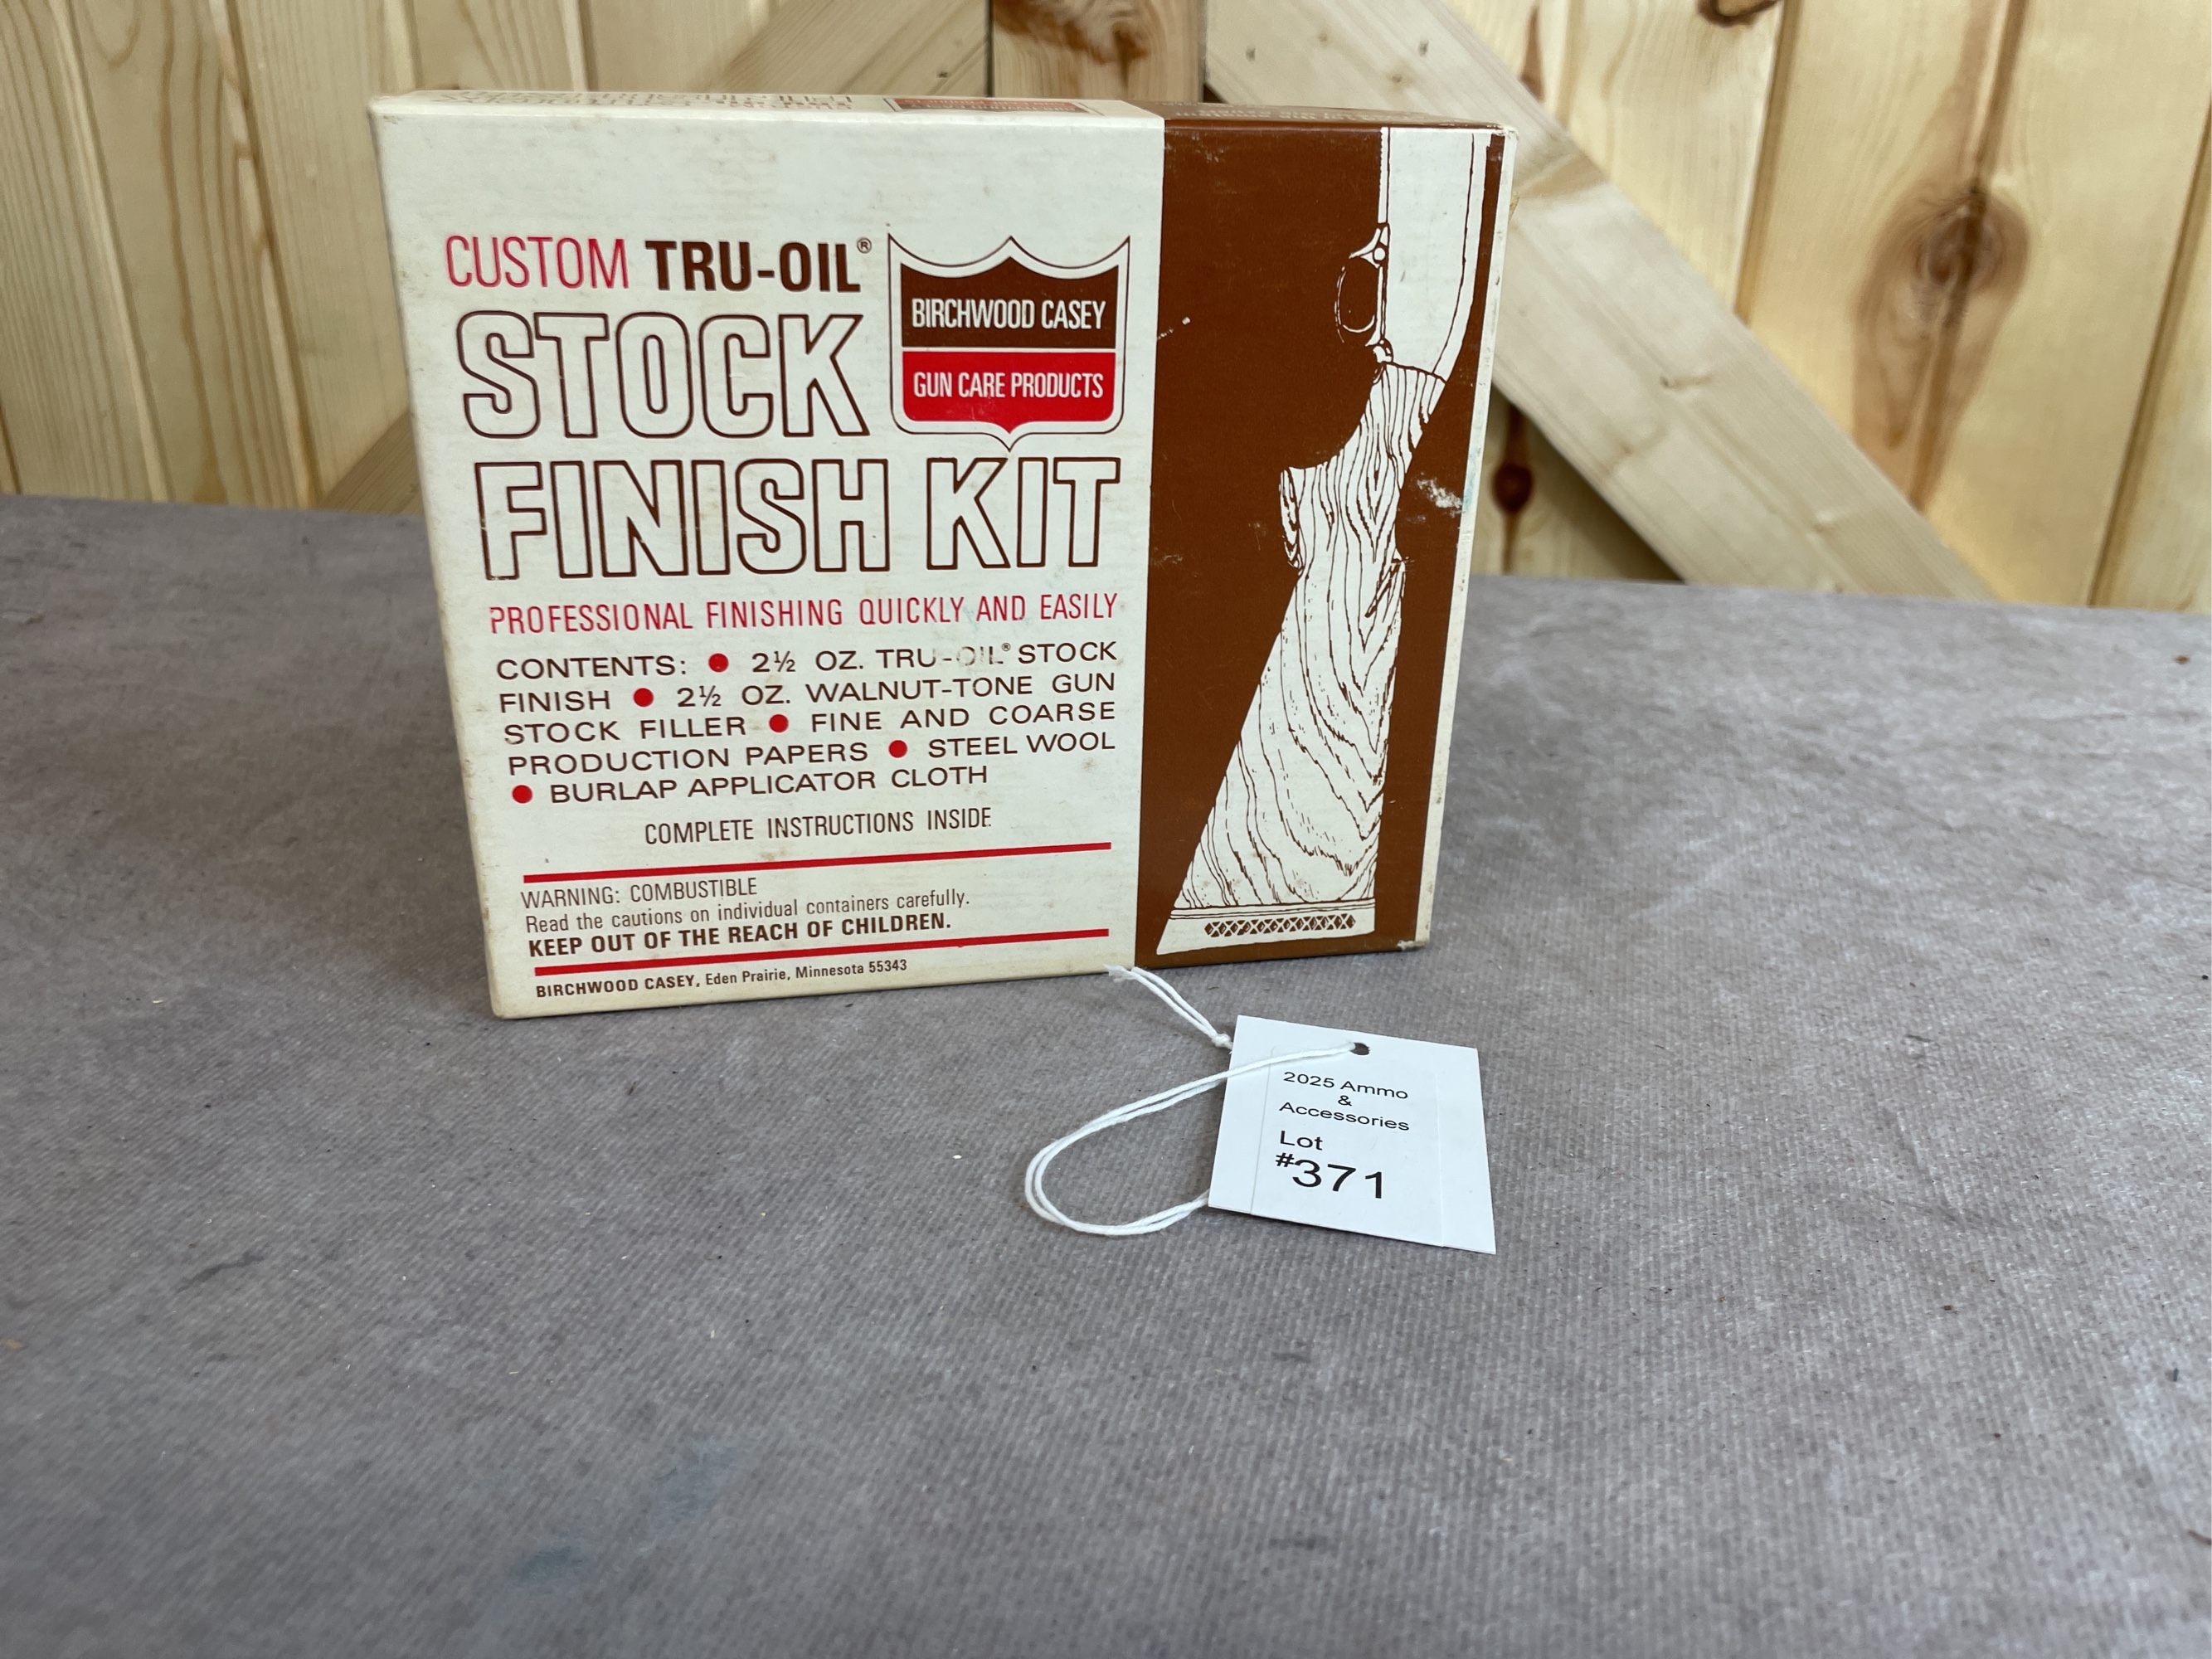 CUSTOM TRU-OIL®
STOCK
FINISH KIT
BIRCHWOOD CASEY
GUN CARE PRODUCTS
PROFESSIONAL FINISHING QUICKLY AND EASILY
CONTENTS: ● 2½ OZ. TRU-OIL® STOCK
FINISH ● 2½ OZ. WALNUT-TONE GUN
STOCK FILLER ● FINE AND COARSE
PRODUCTION PAPERS ● STEEL WOOL
● BURLAP APPLICATOR CLOTH
COMPLETE INSTRUCTIONS INSIDE
WARNING: COMBUSTIBLE
Read the cautions on individual containers carefully.
KEEP OUT OF THE REACH OF CHILDREN.
BIRCHWOOD CASEY, Eden Prairie, Minnesota 55343
2025 Ammo
&
Accessories
Lot
#371